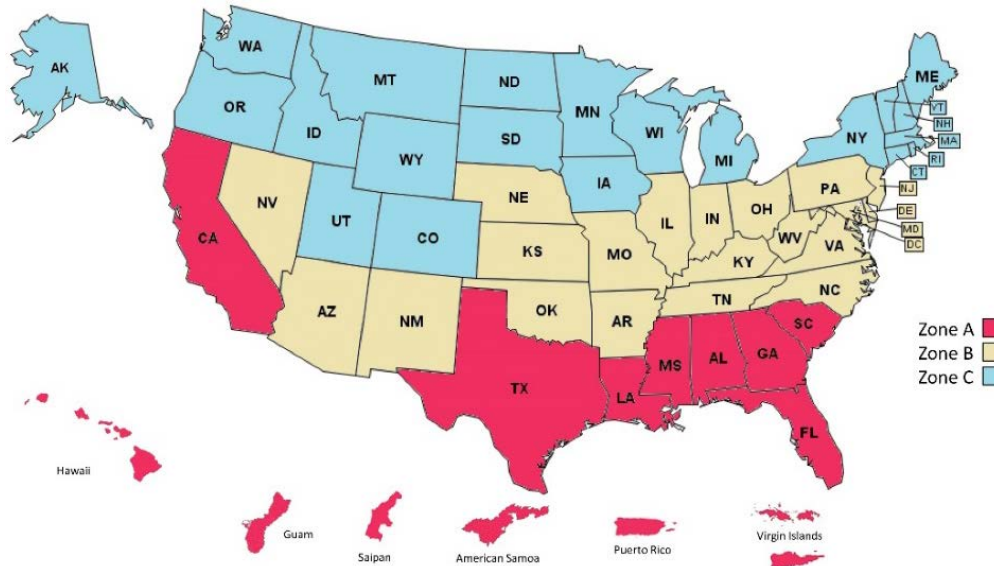 AK
WA
MT
ND
MN
ME
OR
ID
SD
WI
MI
NY
YT
NH
MA
RI
CT
WY
IA
NE
PA
NJ
NV
UT
CO
IL
IN
OH
DE
MD
DC
CA
KS
MO
WV
VA
KY
AZ
NM
OK
AR
TN
NC
SC
TX
LA
MS
AL
GA
FL
Zone A
Zone B
Zone C
Hawaii
Guam
Saipan
American Samoa
Puerto Rico
Virgin Islands